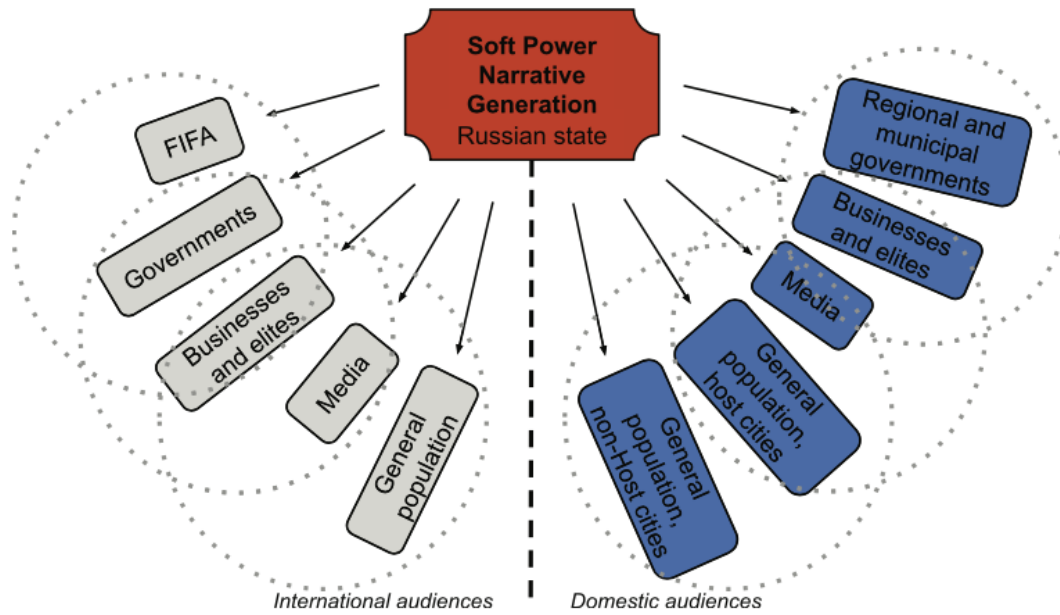 Soft Power
Narrative
Generation
Russian state
FIFA
Governments
Businesses
and elites
Media
General
population
Regional and
municipal
governments
Businesses
and elites
Media
General
population,
host cities
General
population,
non-Host cities
International audiences
Domestic audiences